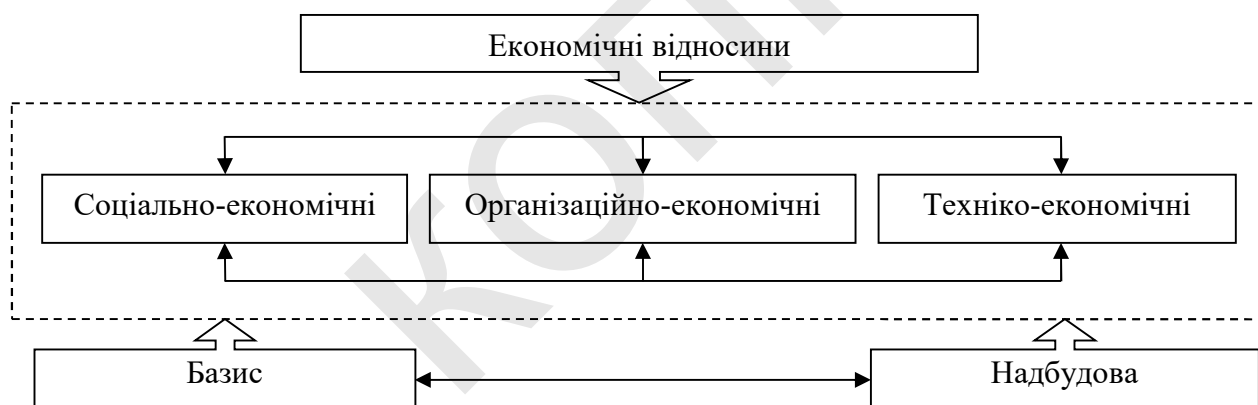 Економічні відносини
Соціально-економічні
Організаційно-економічні
Техніко-економічні
Базис
Надбудова